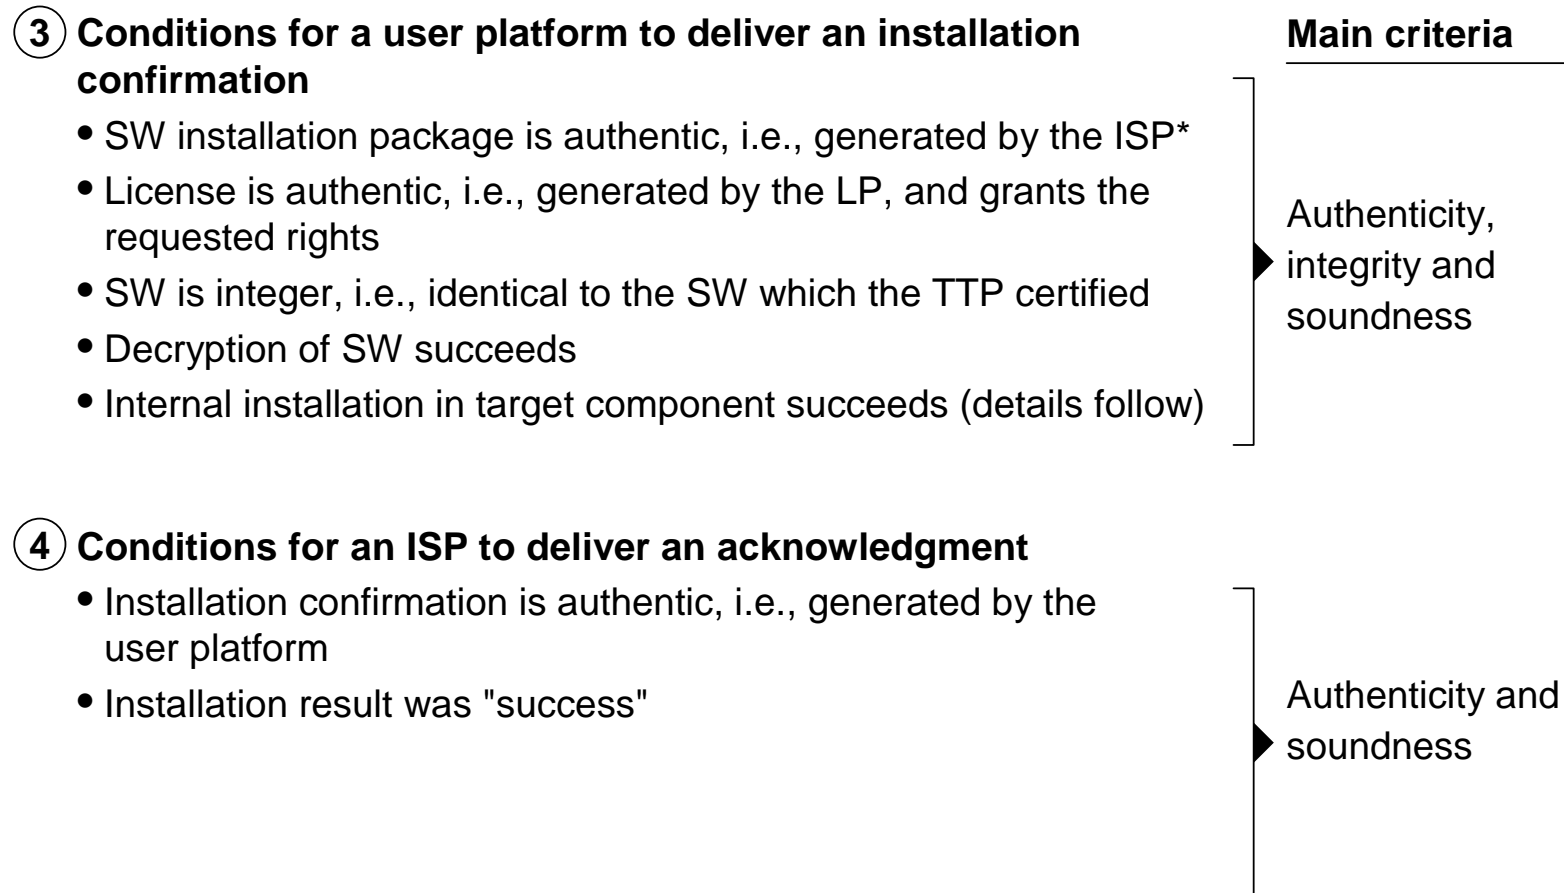 3 Conditions for a user platform to deliver an installation
confirmation
• SW installation package is authentic, i.e., generated by the ISP*
• License is authentic, i.e., generated by the LP, and grants the
requested rights
• SW is integer, i.e., identical to the SW which the TTP certified
• Decryption of SW succeeds
• Internal installation in target component succeeds (details follow)
Main criteria
Authenticity,
integrity and
soundness
4 Conditions for an ISP to deliver an acknowledgment
• Installation confirmation is authentic, i.e., generated by the
user platform
• Installation result was "success"
Authenticity and
soundness